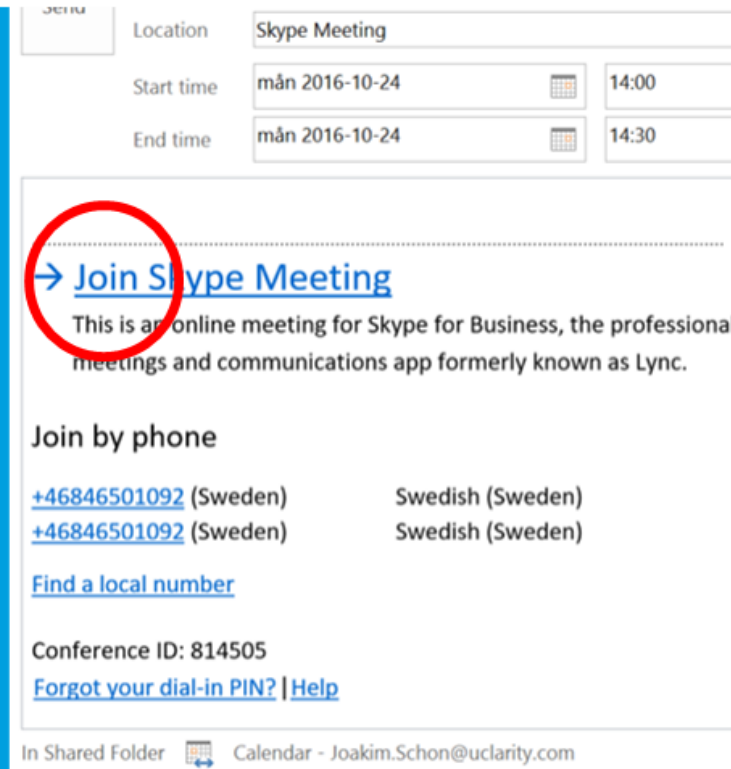 Send
Location Skype Meeting
Start time mån 2016-10-24 14:00
End time mån 2016-10-24 14:30
→ Join Skype Meeting
This is an online meeting for Skype for Business, the professional
meetings and communications app formerly known as Lync.
Join by phone
+46846501092 (Sweden) Swedish (Sweden)
+46846501092 (Sweden) Swedish (Sweden)
Find a local number
Conference ID: 814505
Forgot your dial-in PIN? | Help
In Shared Folder Calendar - Joakim.Schon@uclarity.com